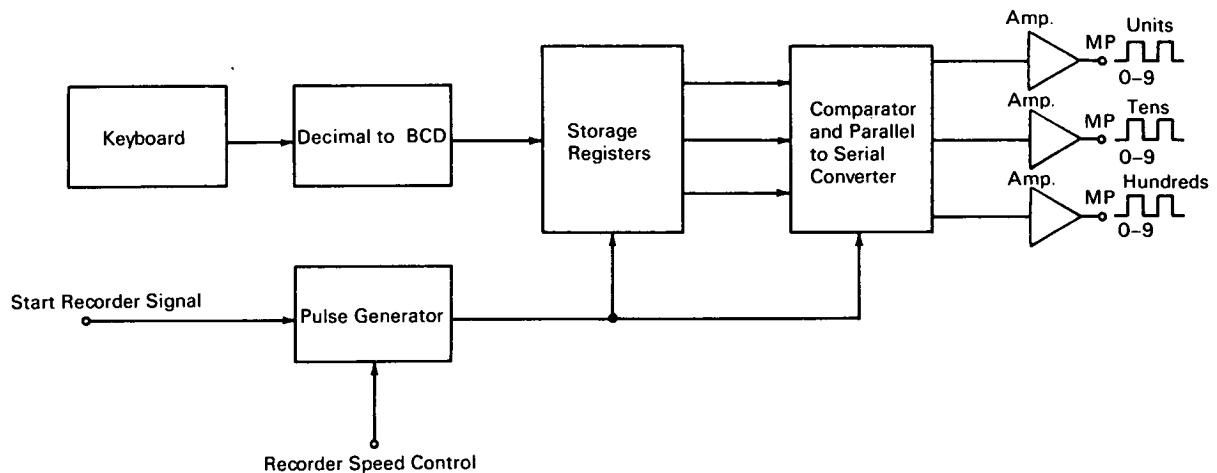 Keyboard
Decimal to BCD
Storage
Registers
Comparator
and Parallel
to Serial
Converter
Amp.
MP
Units
0–9
Amp.
MP
Tens
0–9
Amp.
MP
Hundreds
0–9
Start Recorder Signal
Pulse Generator
Recorder Speed Control